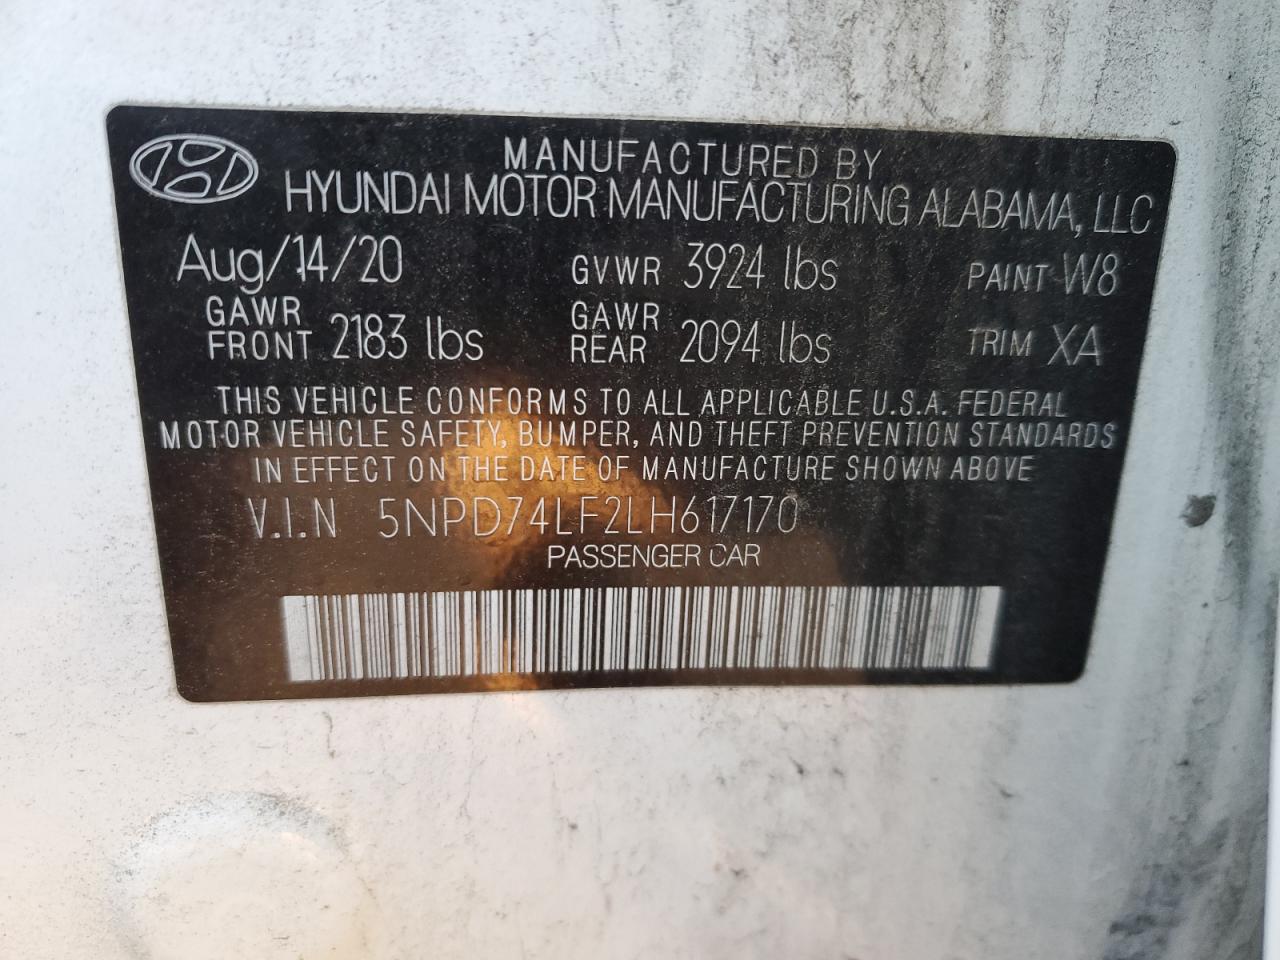 MANUFACTURED BY
HYUNDAI MOTOR MANUFACTURING ALABAMA, LLC
Aug/14/20 GVWR 3924 lbs PAINT W8
GAWR FRONT 2183 lbs GAWR REAR 2094 lbs TRIM XA
THIS VEHICLE CONFORMS TO ALL APPLICABLE U.S.A. FEDERAL
MOTOR VEHICLE SAFETY, BUMPER, AND THEFT PREVENTION STANDARDS
IN EFFECT ON THE DATE OF MANUFACTURE SHOWN ABOVE
V.I.N 5NPD74LF2LH617170
PASSENGER CAR